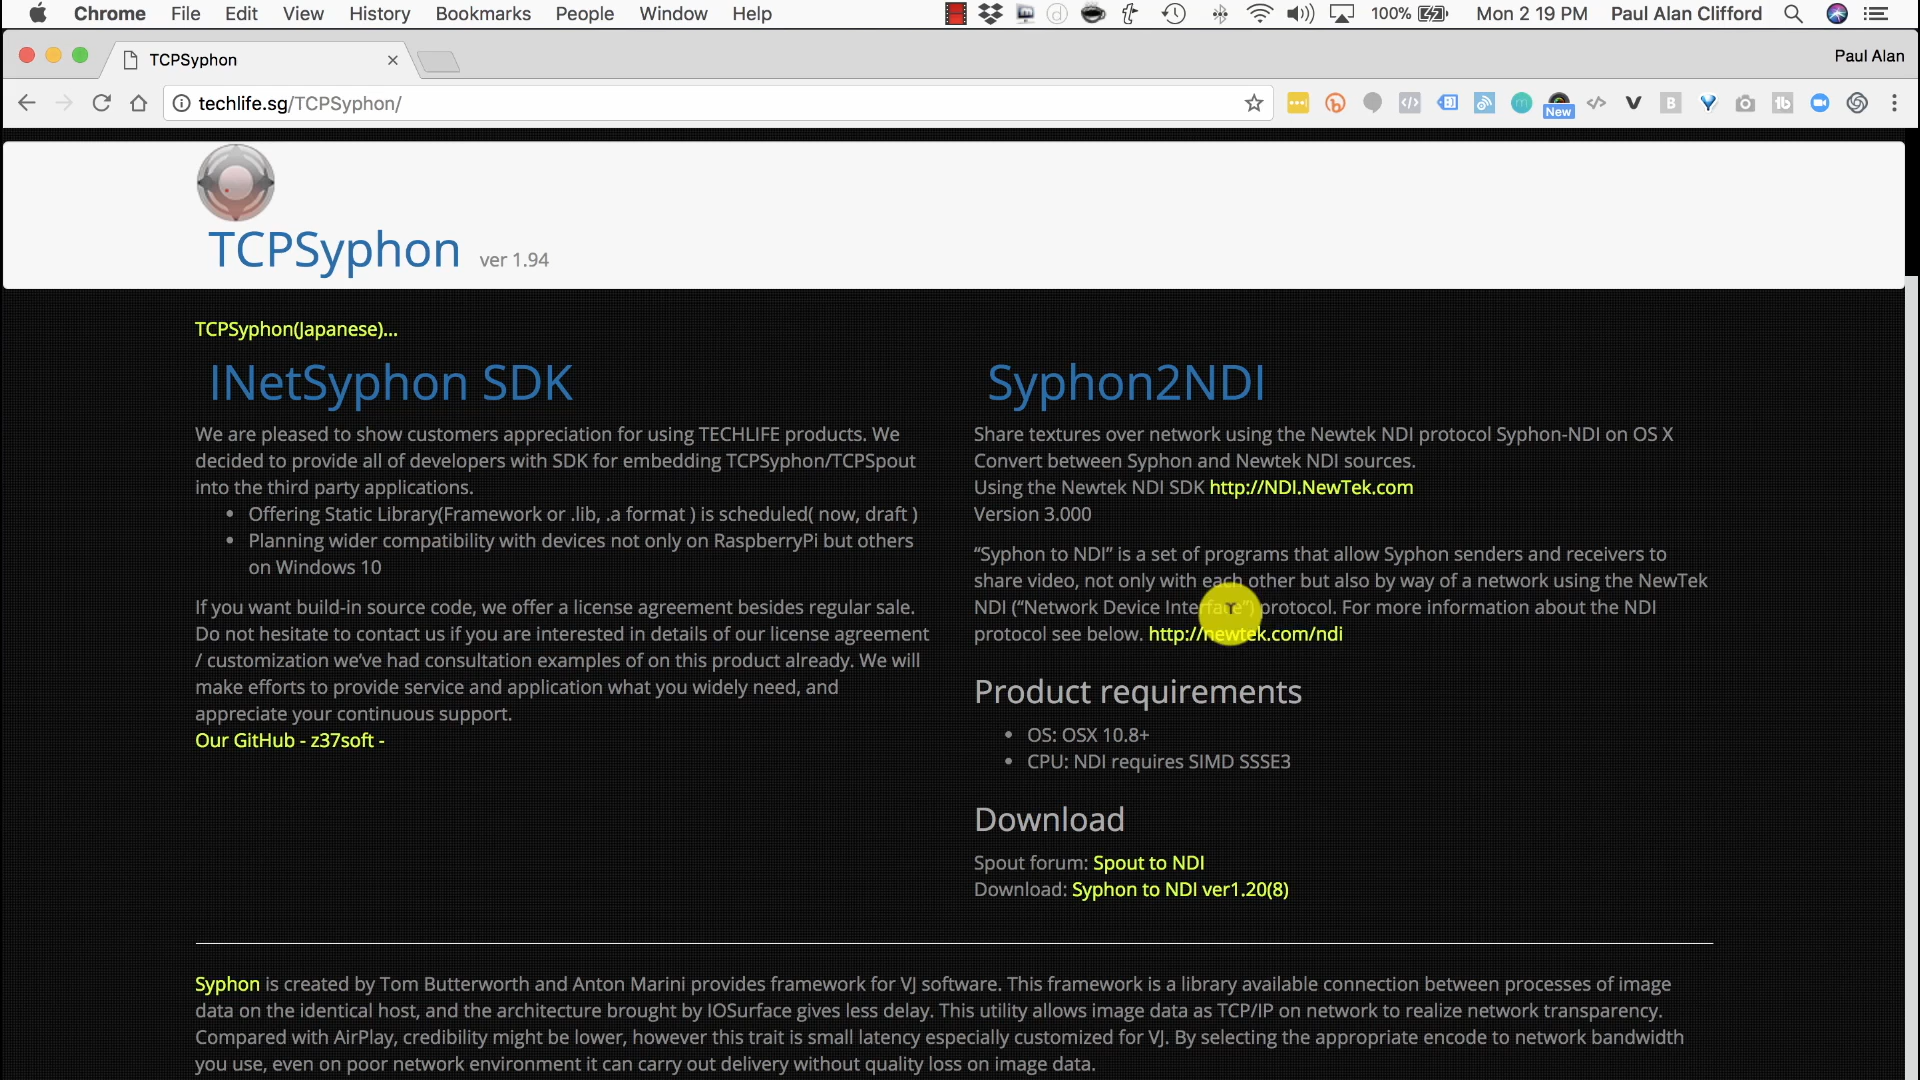 Chrome File Edit View History Bookmarks People Window Help 100% Mon 2 19 PM Paul Alan Clifford
TCPSyphon
Paul Alan
techlife.sg/TCPSyphon/
New
TCPSyphon ver 1.94
TCPSyphon(Japanese)...
INetSyphon SDK
We are pleased to show customers appreciation for using TECHLIFE products. We
decided to provide all of developers with SDK for embedding TCPSyphon/TCPSpout
into the third party applications.
• Offering Static Library(Framework or .lib, .a format ) is scheduled( now, draft )
• Planning wider compatibility with devices not only on RaspberryPi but others
on Windows 10
If you want build-in source code, we offer a license agreement besides regular sale.
Do not hesitate to contact us if you are interested in details of our license agreement
/ customization we've had consultation examples of on this product already. We will
make efforts to provide service and application what you widely need, and
appreciate your continuous support.
Our GitHub - z37soft -
Syphon2NDI
Share textures over network using the Newtek NDI protocol Syphon-NDI on OS X
Convert between Syphon and Newtek NDI sources.
Using the Newtek NDI SDK http://NDI.NewTek.com
Version 3.000
“Syphon to NDI” is a set of programs that allow Syphon senders and receivers to
share video, not only with each other but also by way of a network using the NewTek
NDI (“Network Device Interface”) protocol. For more information about the NDI
protocol see below. http://newtek.com/ndi
Product requirements
• OS: OSX 10.8+
• CPU: NDI requires SIMD SSSE3
Download
Spout forum: Spout to NDI
Download: Syphon to NDI ver1.20(8)
Syphon is created by Tom Butterworth and Anton Marini provides framework for VJ software. This framework is a library available connection between processes of image
data on the identical host, and the architecture brought by IOSurface gives less delay. This utility allows image data as TCP/IP on network to realize network transparency.
Compared with AirPlay, credibility might be lower, however this trait is small latency especially customized for VJ. By selecting the appropriate encode to network bandwidth
you use, even on poor network environment it can carry out delivery without quality loss on image data.